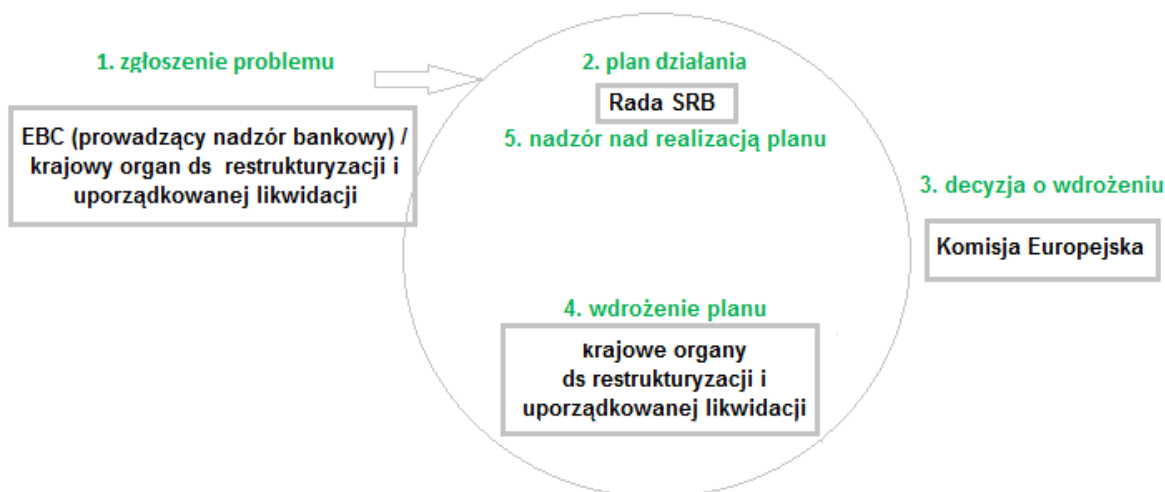 1. zgłoszenie problemu
EBC (prowadzący nadzór bankowy) /
krajowy organ ds restrukturyzacji i
uporządkowanej likwidacji
2. plan działania
Rada SRB
5. nadzór nad realizacją planu
3. decyzja o wdrożeniu
Komisja Europejska
4. wdrożenie planu
krajowe organy
ds restrukturyzacji i
uporządkowanej likwidacji